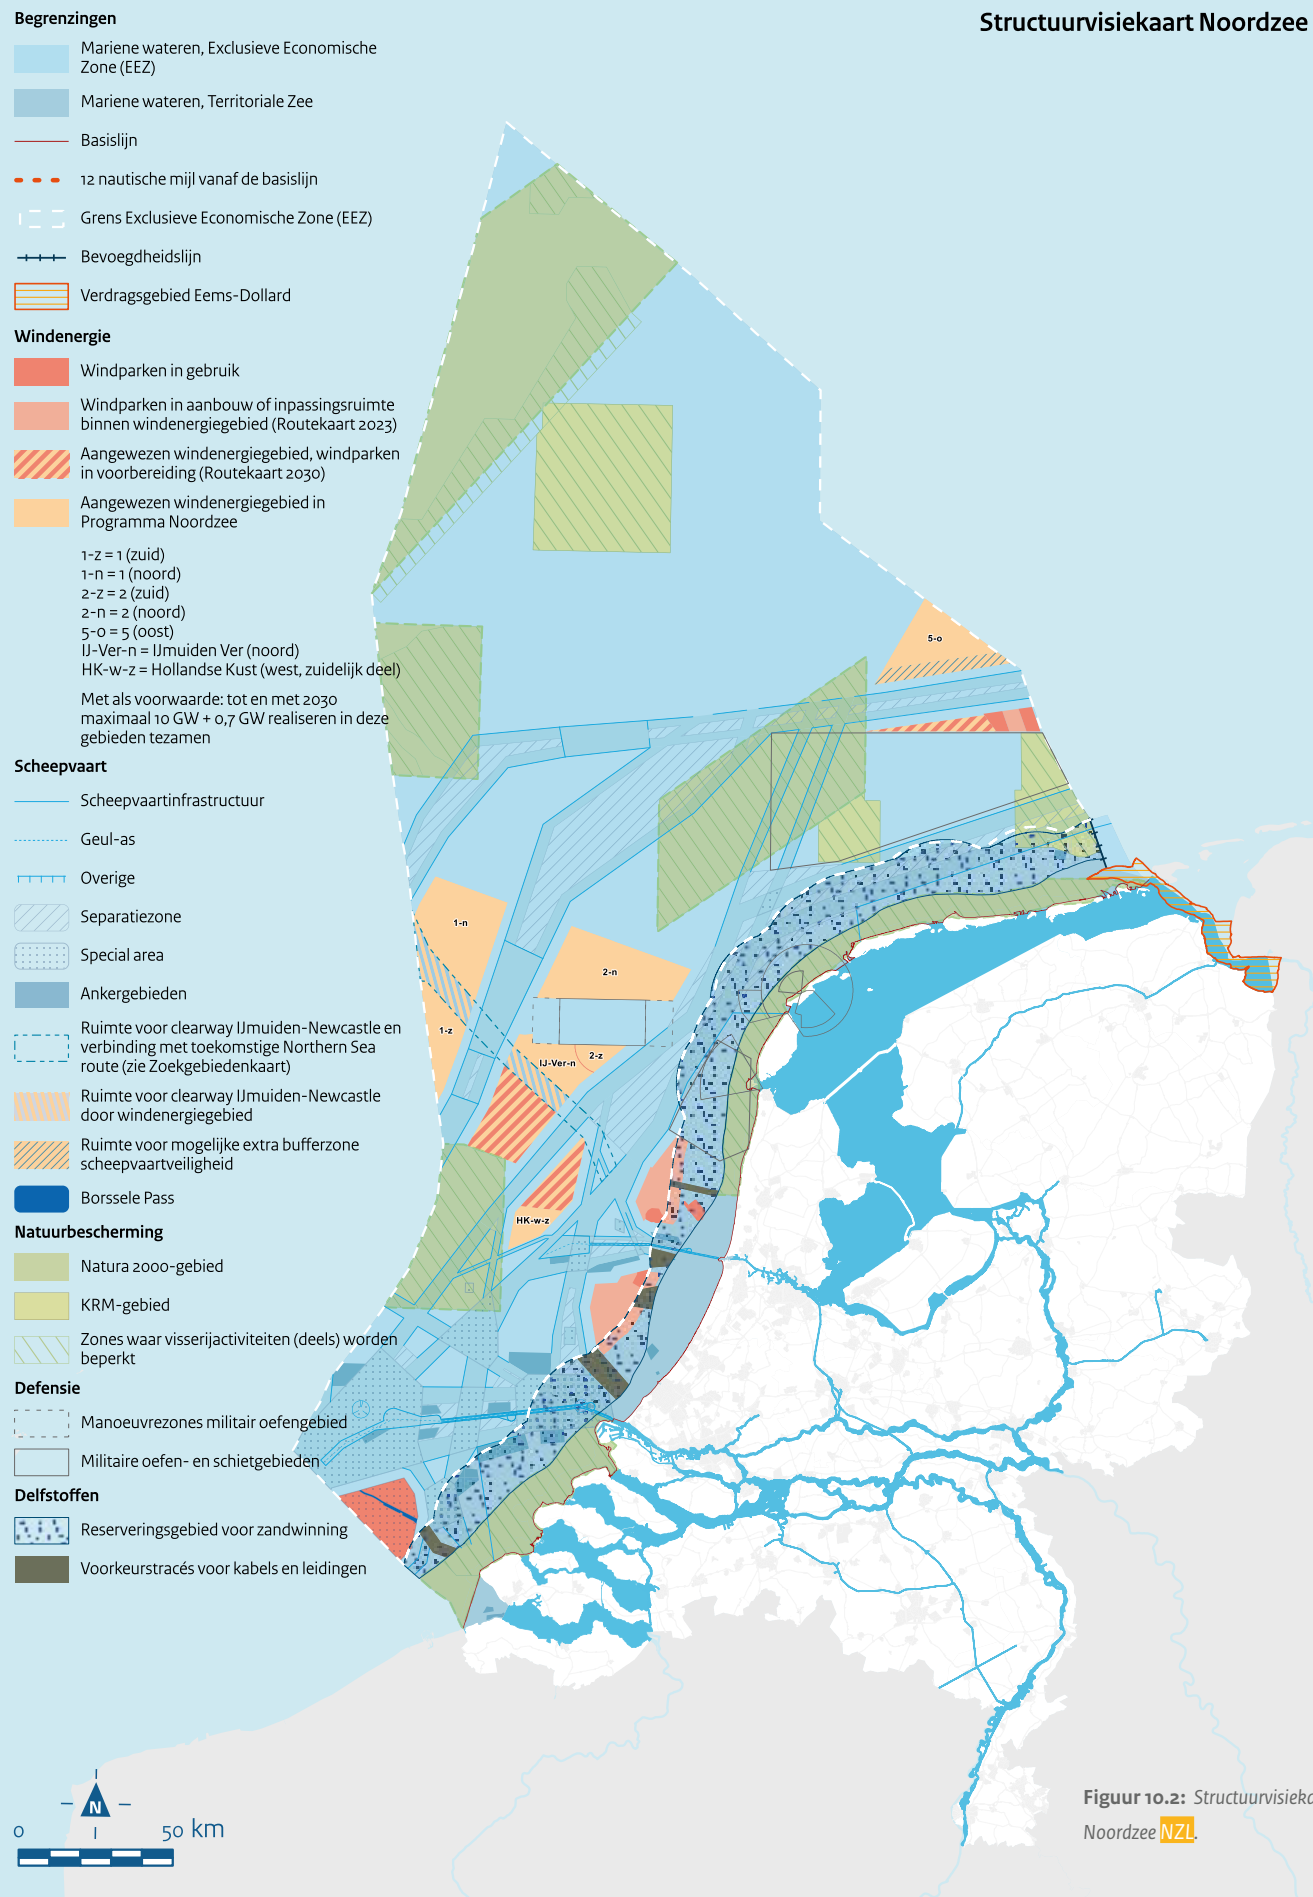 Structuurvisiekaart Noordzee
Begrenzingen
Mariene wateren, Exclusieve Economische
Zone (EEZ)
Mariene wateren, Territoriale Zee
Basislijn
12 nautische mijl vanaf de basislijn
Grens Exclusieve Economische Zone (EEZ)
Bevoegdheidslijn
Verdragsgebied Eems-Dollard
Windenergie
Windparken in gebruik
Windparken in aanbouw of inpassingsruimte
binnen windenergiegebied (Routekaart 2023)
Aangewezen windenergiegebied, windparken
in voorbereiding (Routekaart 2030)
Aangewezen windenergiegebied in
Programma Noordzee
1-z = 1 (zuid)
1-n = 1 (noord)
2-z = 2 (zuid)
2-n = 2 (noord)
5-o = 5 (oost)
IJ-Ver-n = IJmuiden Ver (noord)
HK-w-z = Hollandse Kust (west, zuidelijk deel)
Met als voorwaarde: tot en met 2030
maximaal 10 GW + 0,7 GW realiseren in deze
gebieden tezamen
Scheepvaart
Scheepvaartinfrastructuur
Geul-as
Overige
Separatiezone
Special area
Ankergebieden
Ruimte voor clearway IJmuiden-Newcastle en
verbinding met toekomstige Northern Sea
route (zie Zoekgebiedenkaart)
Ruimte voor clearway IJmuiden-Newcastle
door windenergiegebied
Ruimte voor mogelijke extra bufferzone
scheepvaartveiligheid
Borssele Pass
Natuurbescherming
Natura 2000-gebied
KRM-gebied
Zones waar visserijactiviteiten (deels) worden
beperkt
Defensie
Manoeuvrezones militair oefengebied
Militaire oefen- en schietgebieden
Delfstoffen
Reserveringsgebied voor zandwinning
Voorkeurstracés voor kabels en leidingen
5-o
1-n
2-n
1-z
2-z
IJ-Ver-n
HK-w-z
N
0 50 km
Figuur 10.2: Structuurvisieka
Noordzee NZL.